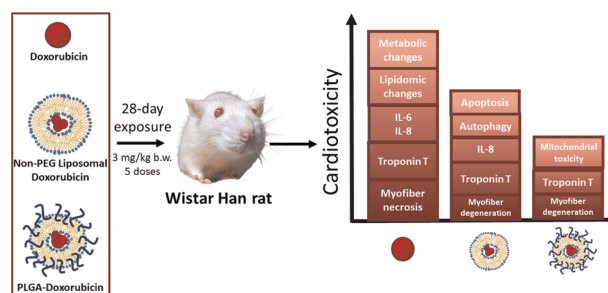 Doxorubicin
Non-PEG Liposomal
Doxorubicin
PLGA-Doxorubicin
28-day
exposure
3 mg/kg b.w.
5 doses
Wistar Han rat
Cardiotoxicity
Metabolic
changes
Lipidomic
changes
IL-6
IL-8
Troponin T
Myofiber
necrosis
Apoptosis
Autophagy
IL-8
Troponin T
Myofiber
degeneration
Mitochondrial
toxicity
Troponin T
Myofiber
degeneration